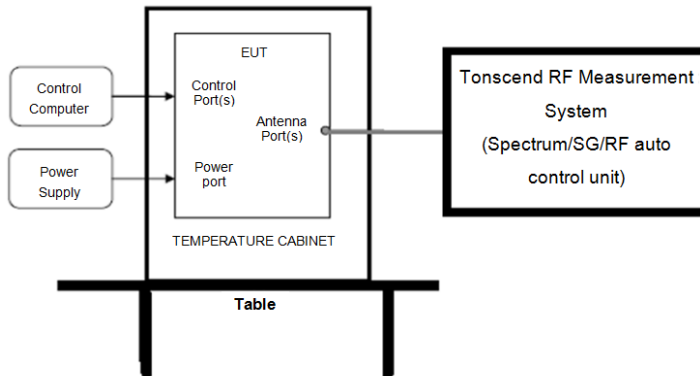 EUT
Control
Computer
Control
Port(s)
Antenna
Port(s)
Power
Supply
Power
port
TEMPERATURE CABINET
Table
Tonscend RF Measurement
System
(Spectrum/SG/RF auto
control unit)